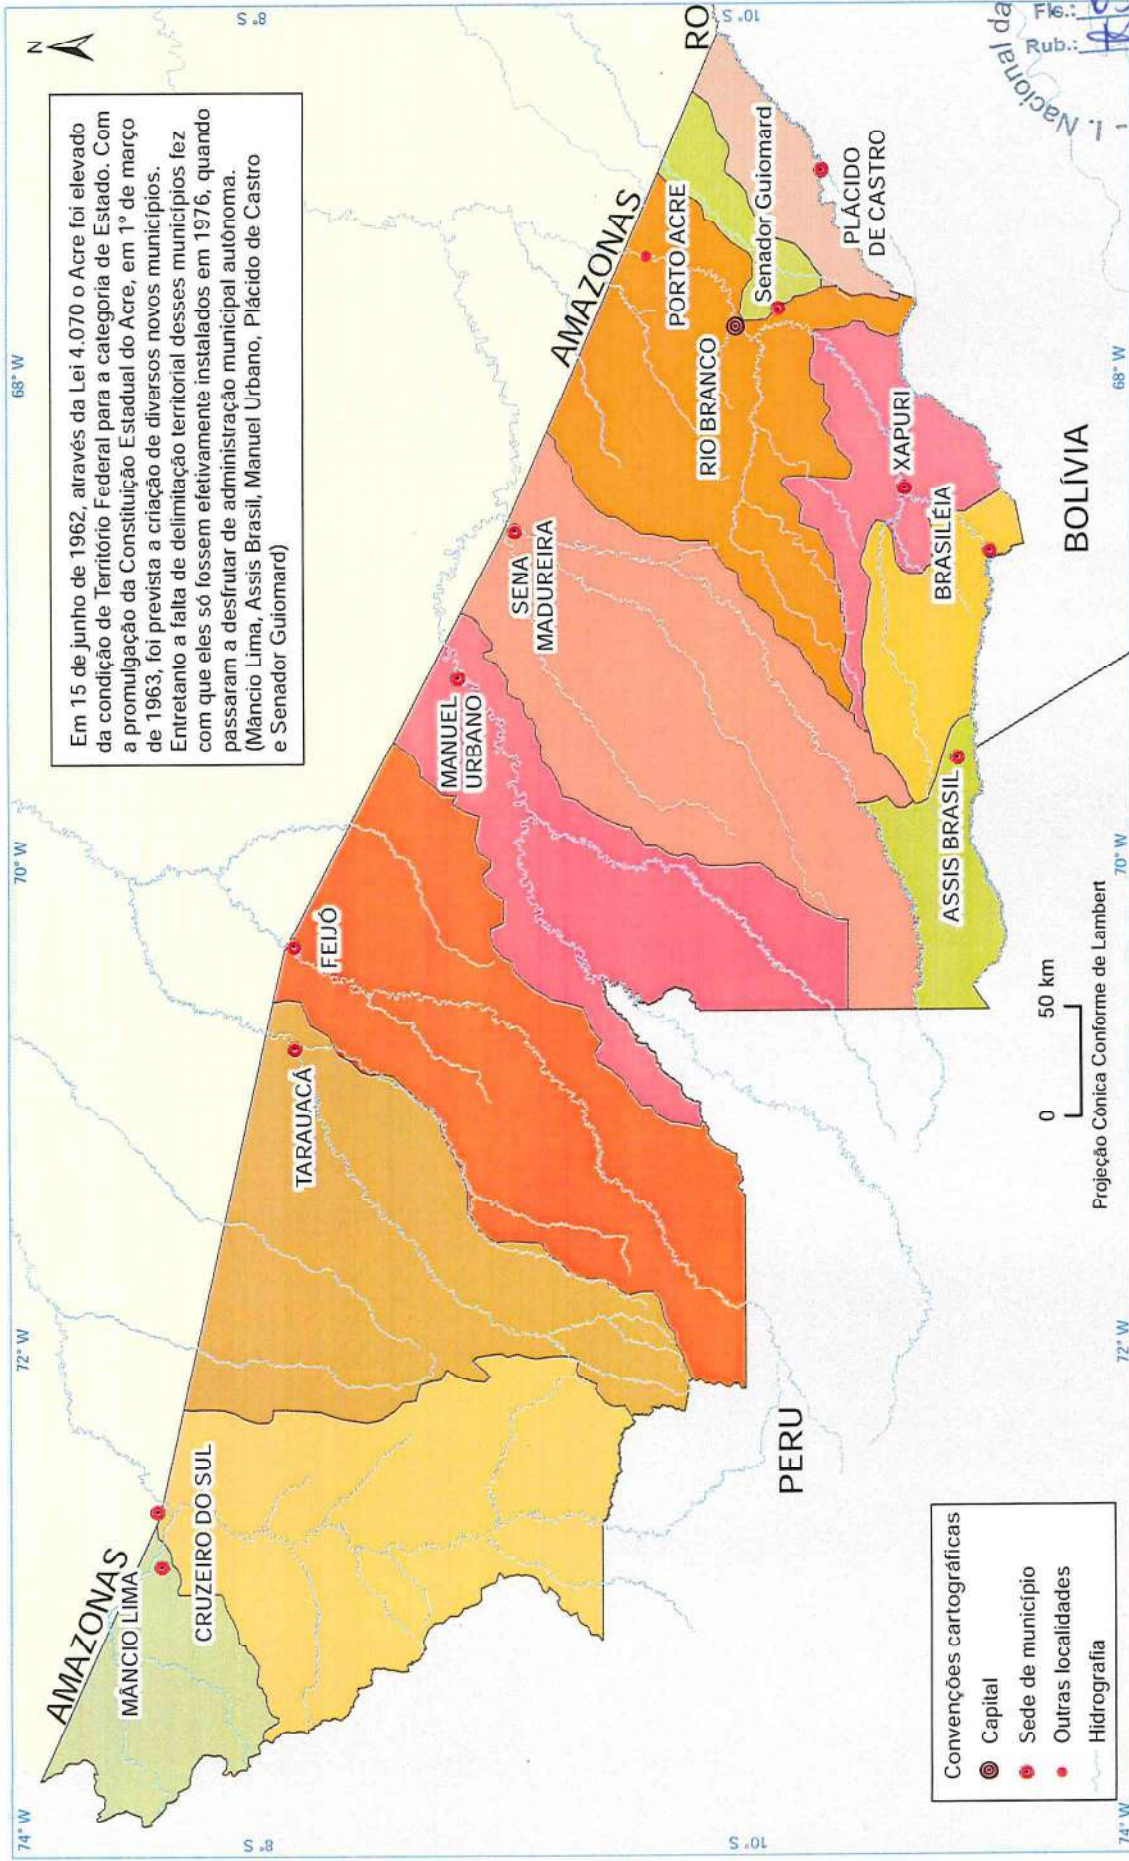 74° W
72° W
70° W
68° W
N
Em 15 de junho de 1962, através da Lei 4.070 o Acre foi elevado
da condição de Território Federal para a categoria de Estado. Com
a promulgação da Constituição Estadual do Acre, em 1º de março
de 1963, foi prevista a criação de diversos novos municípios.
Entretanto a falta de delimitação territorial desses municípios fez
com que eles só fossem efetivamente instalados em 1976, quando
passaram a desfrutar de administração municipal autônoma.
(Mâncio Lima, Assis Brasil, Manuel Urbano, Plácido de Castro
e Senador Guiomard)
8° S
8° S
AMAZONAS
MÂNCIO LIMA
CRUZEIRO DO SUL
TARAUACÁ
FEIJÓ
MANUEL
URBANO
SENA
MADUREIRA
AMAZONAS
PORTO ACRE
RIO BRANCO
Senador Guiomard
RO
PLÁCIDO
DE CASTRO
XAPURI
BRASILÉIA
ASSIS BRASIL
PERU
BOLÍVIA
10° S
10° S
Convenções cartográficas
Capital
Sede de município
Outras localidades
Hidrografia
0 50 km
Projeção Cônica Conforme de Lambert
74° W
72° W
70° W
68° W
I. Nacional da
Fls.:
Rub.: